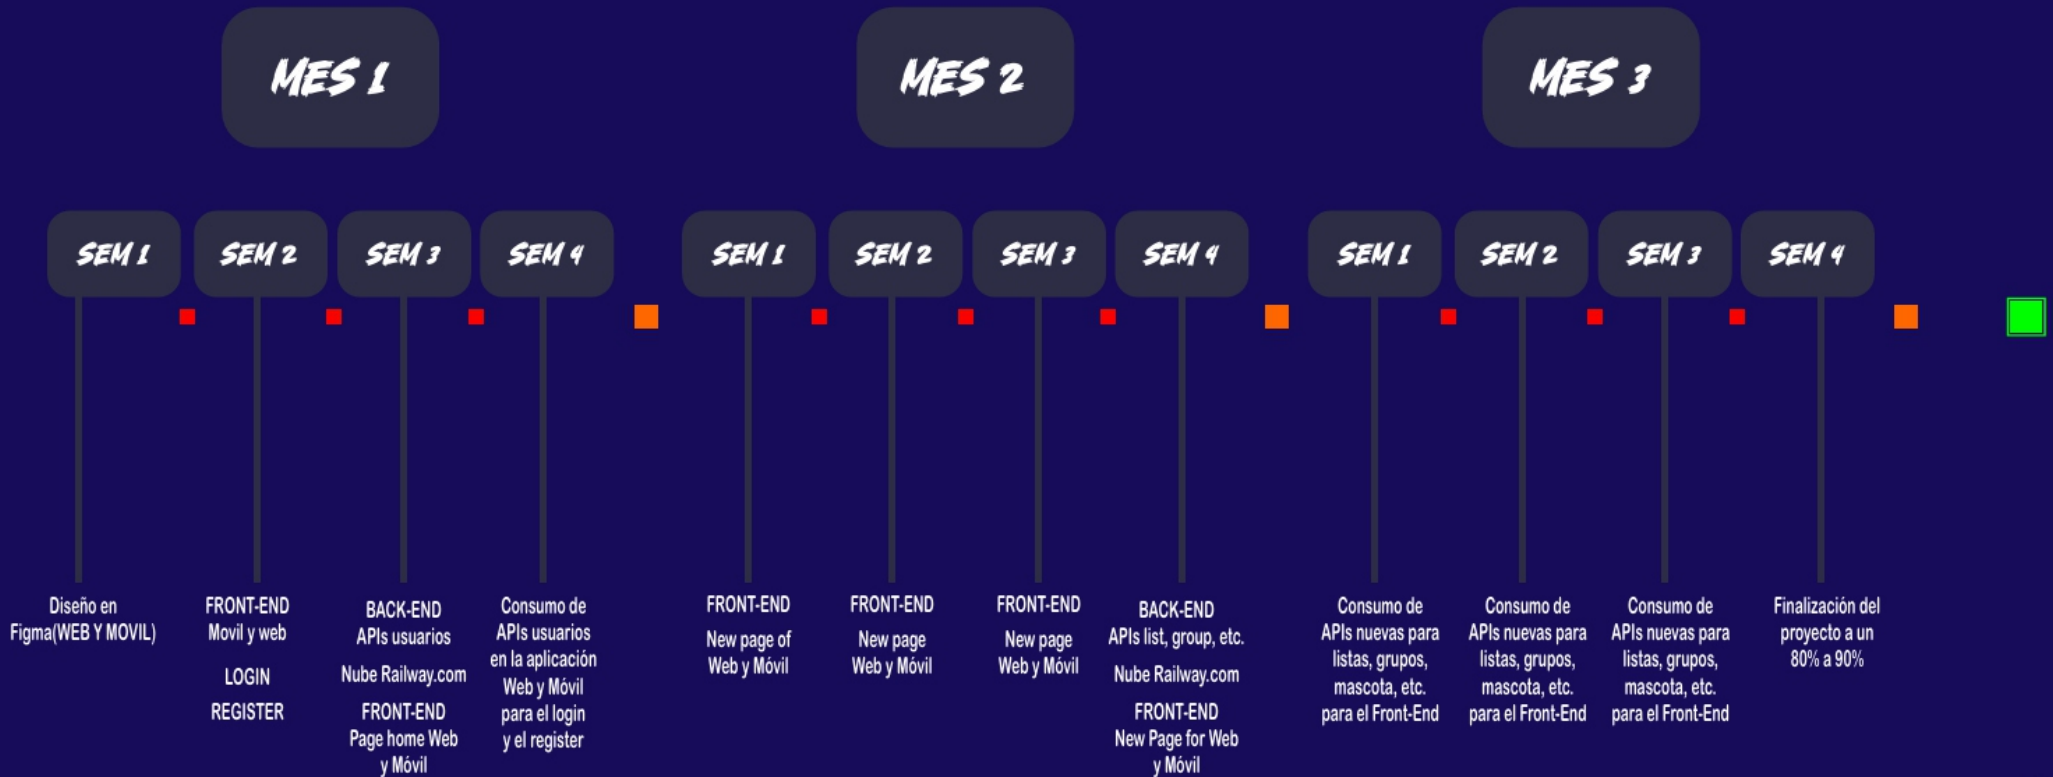 MES 1
MES 2
MES 3
SEM 1
SEM 2
SEM 3
SEM 4
SEM 1
SEM 2
SEM 3
SEM 4
SEM 1
SEM 2
SEM 3
SEM 4
Diseño en
Figma(WEB Y MOVIL)
FRONT-END
Movil y web
LOGIN
REGISTER
BACK-END
APIs usuarios
Nube Railway.com
FRONT-END
Page home Web
y Móvil
Consumo de
APIs usuarios
en la aplicación
Web y Móvil
para el login
y el register
FRONT-END
New page of
Web y Móvil
FRONT-END
New page
Web y Móvil
FRONT-END
New page
Web y Móvil
BACK-END
APIs list, group, etc.
Nube Railway.com
FRONT-END
New Page for Web
y Móvil
Consumo de
APIs nuevas para
listas, grupos,
mascota, etc.
para el Front-End
Consumo de
APIs nuevas para
listas, grupos,
mascota, etc.
para el Front-End
Consumo de
APIs nuevas para
listas, grupos,
mascota, etc.
para el Front-End
Finalización del
proyecto a un
80% a 90%